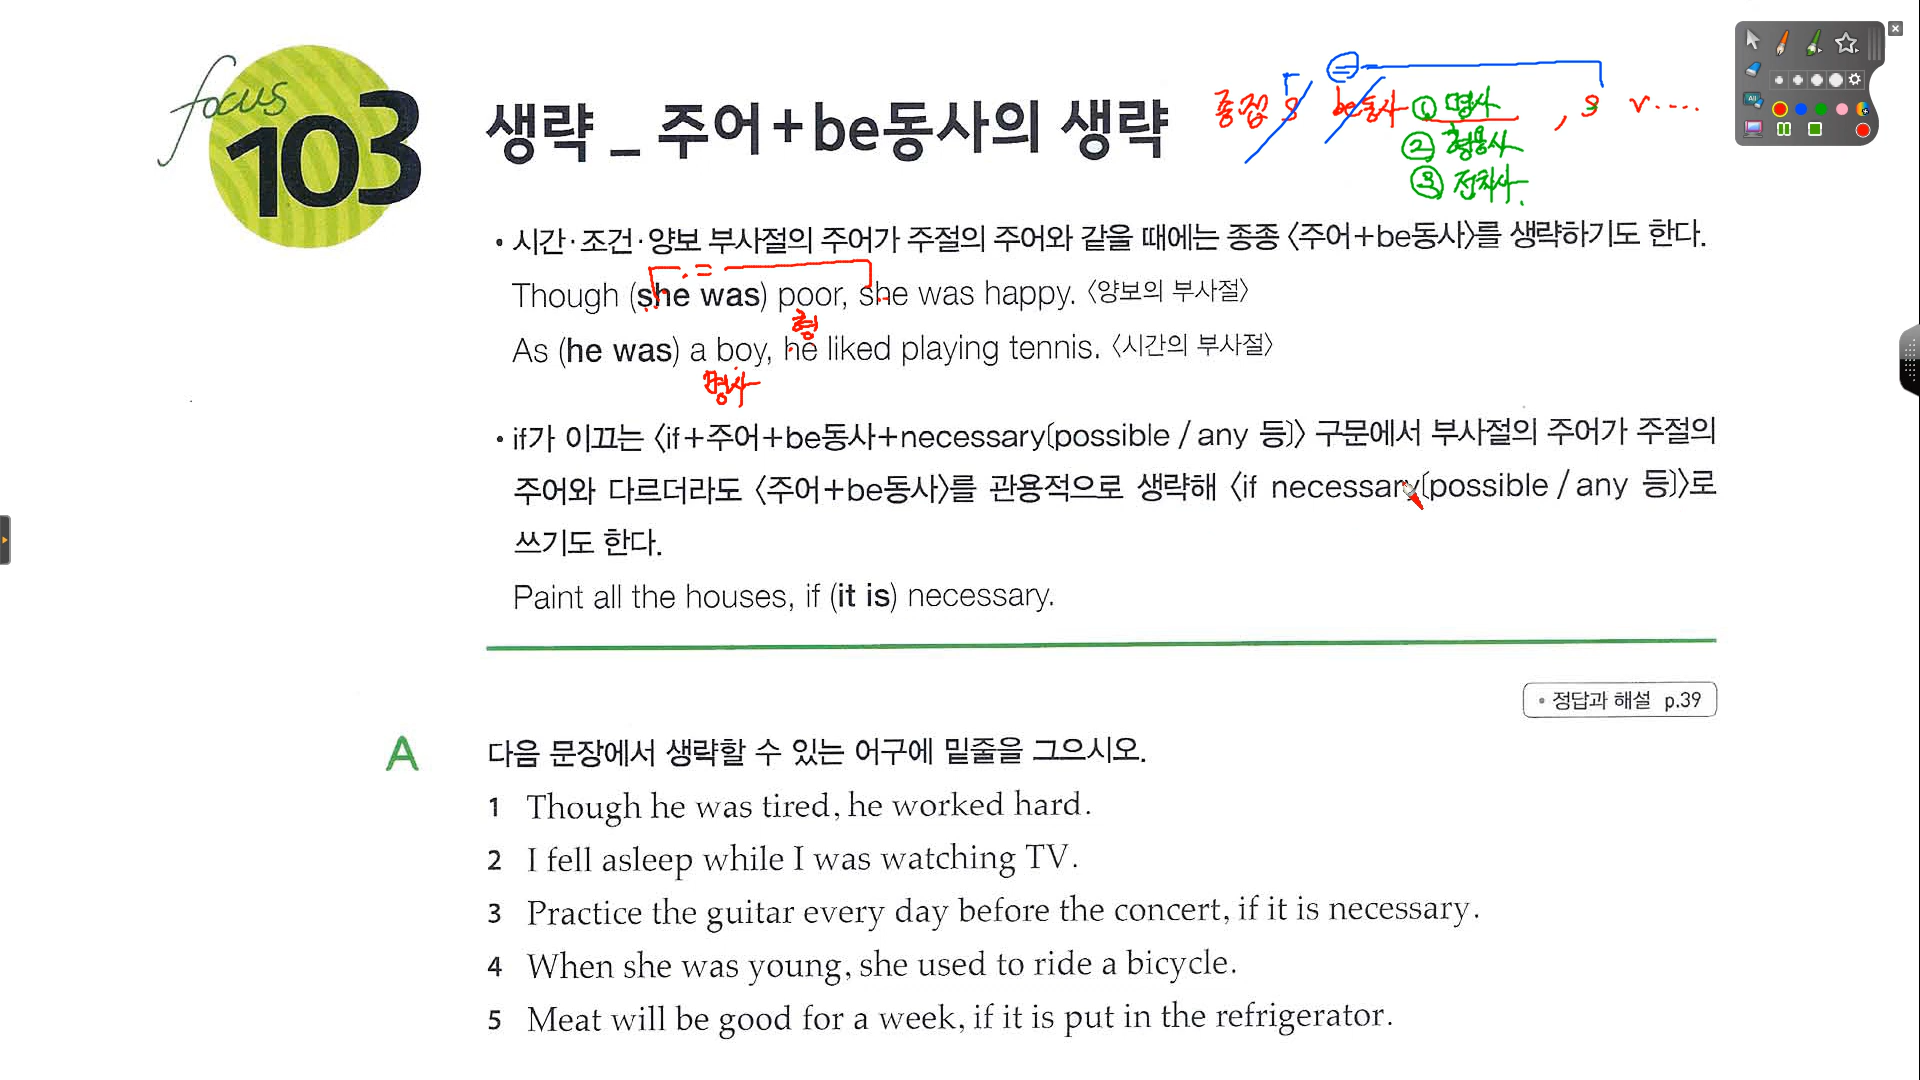 focus
103
생략 _ 주어+be동사의 생략
종접 S be동사 ① 명사 , S v....
② 형용사
③ 전치사.
• 시간·조건·양보 부사절의 주어가 주절의 주어와 같을 때에는 종종 〈주어+be동사〉를 생략하기도 한다.
=
Though (she was) poor, she was happy. 〈양보의 부사절〉
형
As (he was) a boy, he liked playing tennis. 〈시간의 부사절〉
명사
• if가 이끄는 〈if+주어+be동사+necessary(possible / any 등)〉 구문에서 부사절의 주어가 주절의
주어와 다르더라도 〈주어+be동사〉를 관용적으로 생략해 〈if necessary(possible / any 등)〉로
쓰기도 한다.
Paint all the houses, if (it is) necessary.
• 정답과 해설 p.39
A 다음 문장에서 생략할 수 있는 어구에 밑줄을 그으시오.
1 Though he was tired, he worked hard.
2 I fell asleep while I was watching TV.
3 Practice the guitar every day before the concert, if it is necessary.
4 When she was young, she used to ride a bicycle.
5 Meat will be good for a week, if it is put in the refrigerator.